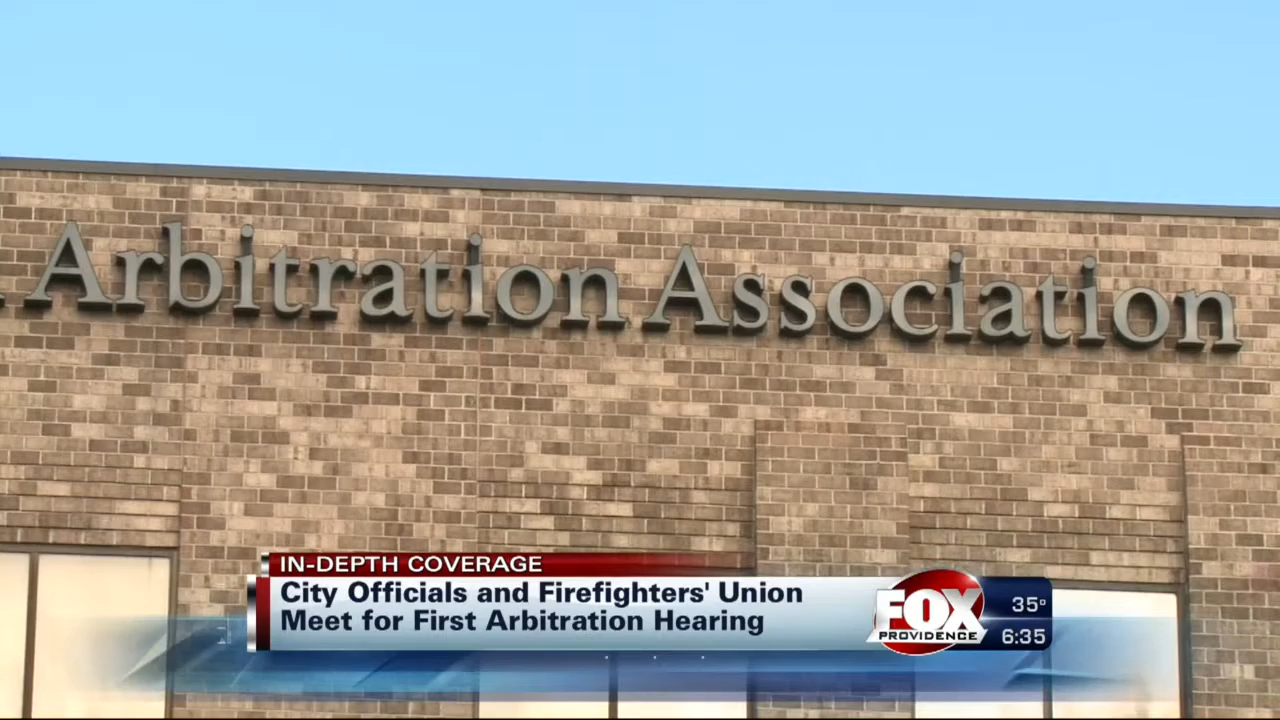 Arbitration Association
IN-DEPTH COVERAGE
City Officials and Firefighters' Union
Meet for First Arbitration Hearing
FOX
PROVIDENCE
35°
6:35